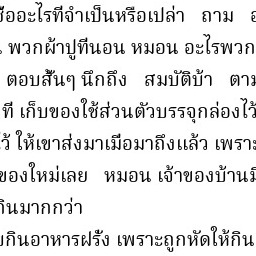 ซื้ออะไรที่จำเป็นหรือเปล่า ถาม
พวกผ้าปูที่นอน หมอน อะไรพวก
ตอบสั้นๆ นึกถึง สมบัติบ้า ตาม
ที เก็บของใช้ส่วนตัวบรรจุกล่องไว้
ว้ ให้เขาส่งมาเมื่อมาถึงแล้ว เพราะ
ของใหม่เลย หมอน เจ้าของบ้านมี
กินมากกว่า
กินอาหารฝรั่ง เพราะถูกหัดให้กิน